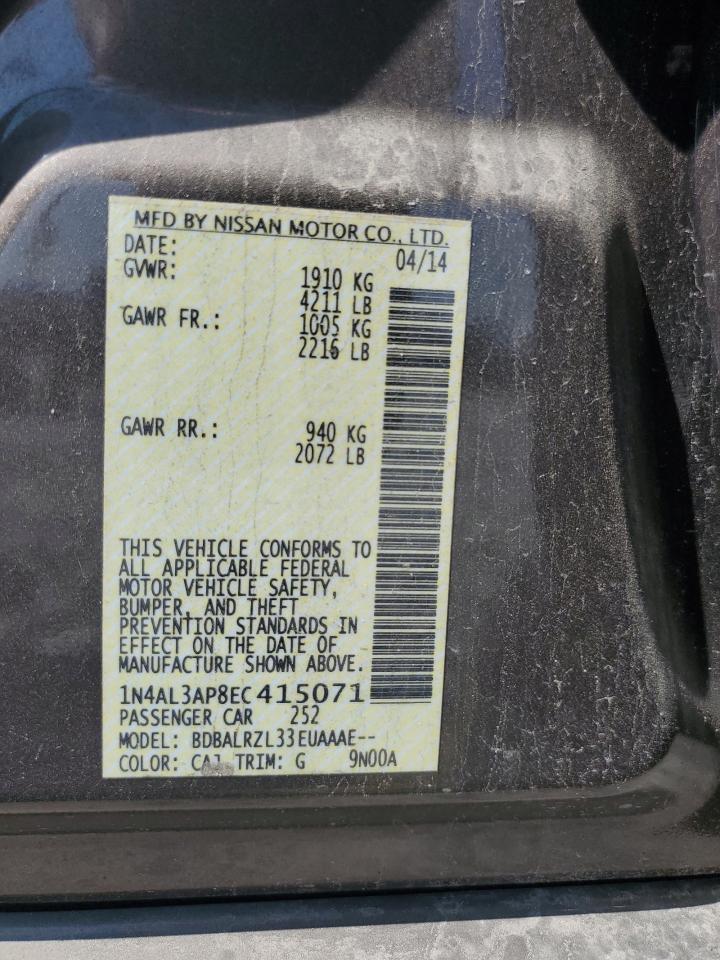 MFD BY NISSAN MOTOR CO., LTD.
DATE: 04/14
GVWR: 1910 KG
4211 LB
GAWR FR.: 1005 KG
2216 LB
GAWR RR.: 940 KG
2072 LB
THIS VEHICLE CONFORMS TO
ALL APPLICABLE FEDERAL
MOTOR VEHICLE SAFETY,
BUMPER, AND THEFT
PREVENTION STANDARDS IN
EFFECT ON THE DATE OF
MANUFACTURE SHOWN ABOVE.
1N4AL3AP8EC415071
PASSENGER CAR 252
MODEL: BDBALRZL33EUAAAE--
COLOR: TRIM: G 9N00A